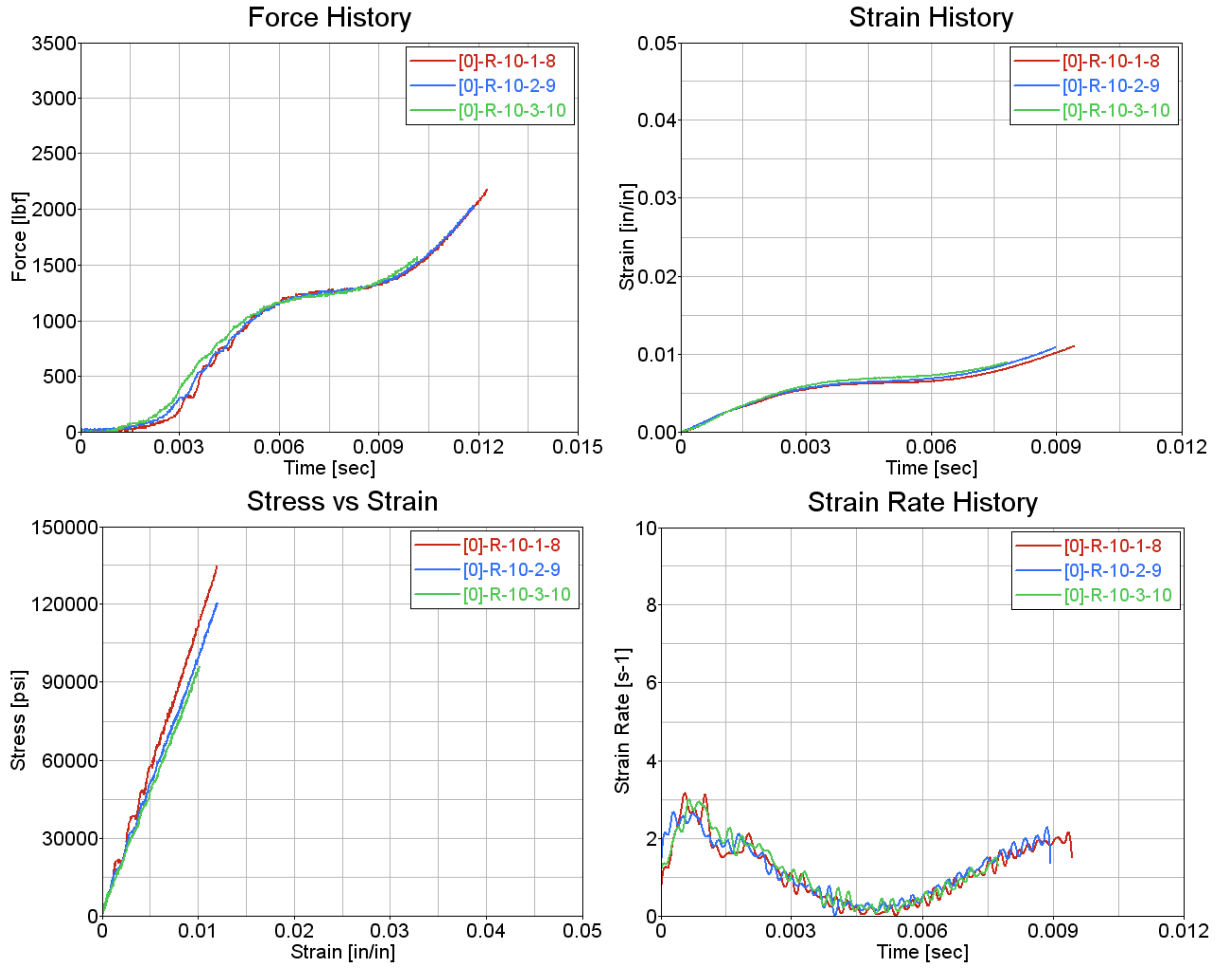 Force History
3500
3000
2500
2000
1500
1000
500
0
0
0.003
0.006
0.009
0.012
0.015
Force [lbf]
Time [sec]
[0]-R-10-1-8
[0]-R-10-2-9
[0]-R-10-3-10
Strain History
0.05
0.04
0.03
0.02
0.01
0.00
0
0.003
0.006
0.009
0.012
Strain [in/in]
Time [sec]
[0]-R-10-1-8
[0]-R-10-2-9
[0]-R-10-3-10
Stress vs Strain
150000
120000
90000
60000
30000
0
0
0.01
0.02
0.03
0.04
0.05
Stress [psi]
Strain [in/in]
[0]-R-10-1-8
[0]-R-10-2-9
[0]-R-10-3-10
Strain Rate History
10
8
6
4
2
0
0
0.003
0.006
0.009
0.012
Strain Rate [s-1]
Time [sec]
[0]-R-10-1-8
[0]-R-10-2-9
[0]-R-10-3-10